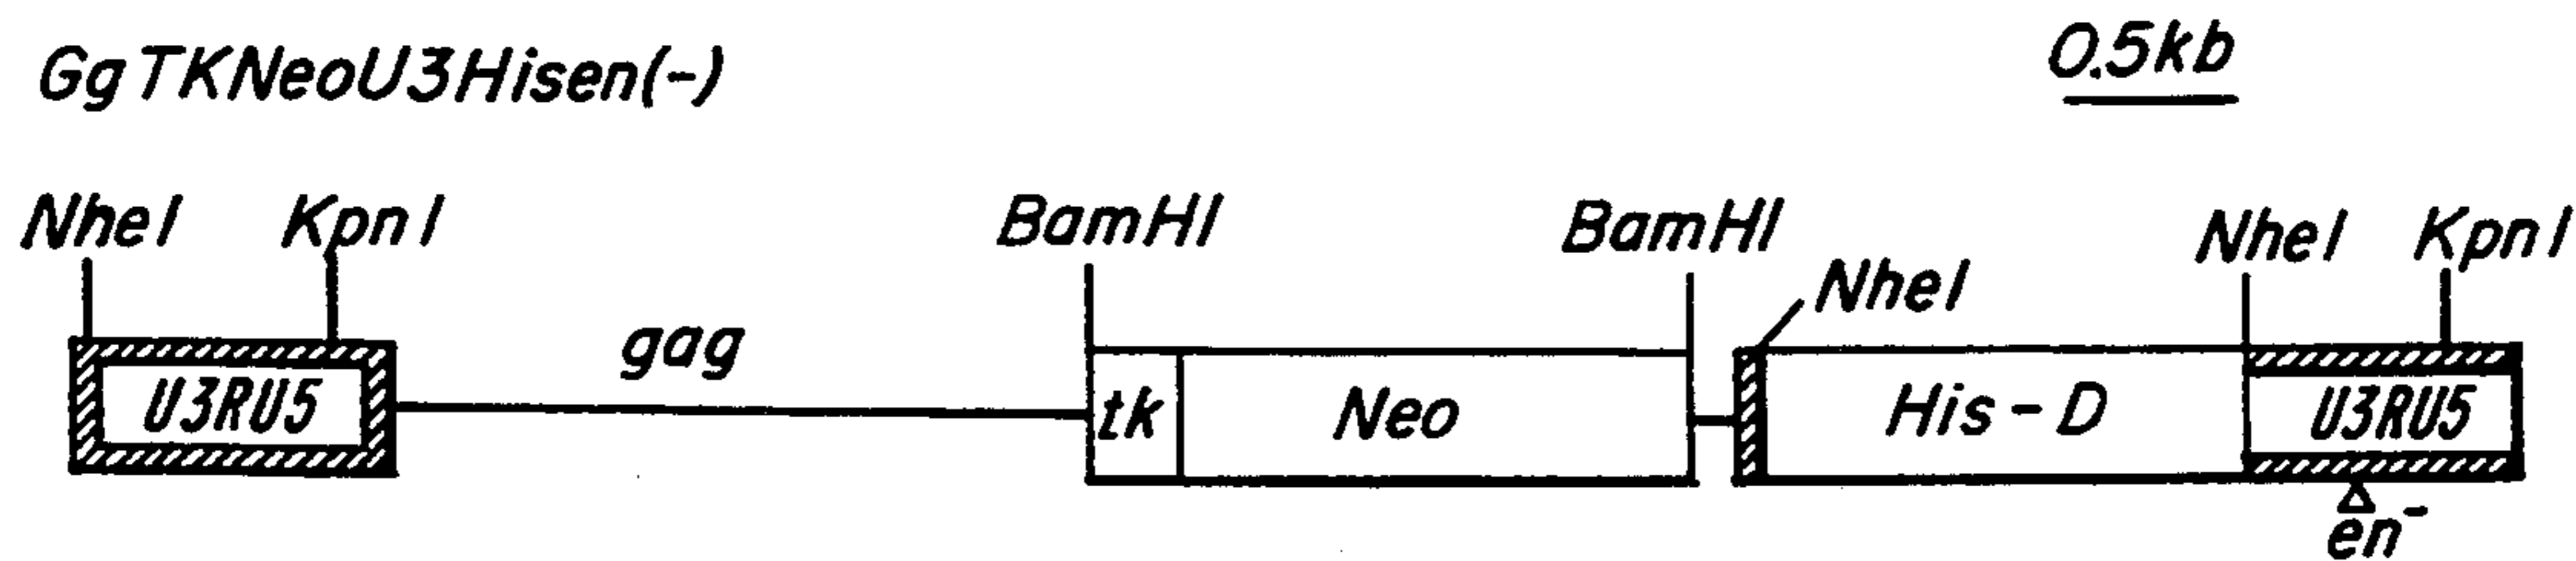 GgTKNeoU3Hisen(-)
0.5kb
NheI KpnI BamHI BamHI NheI NheI KpnI
gag
U3RU5 tk Neo His-D U3RU5
en-